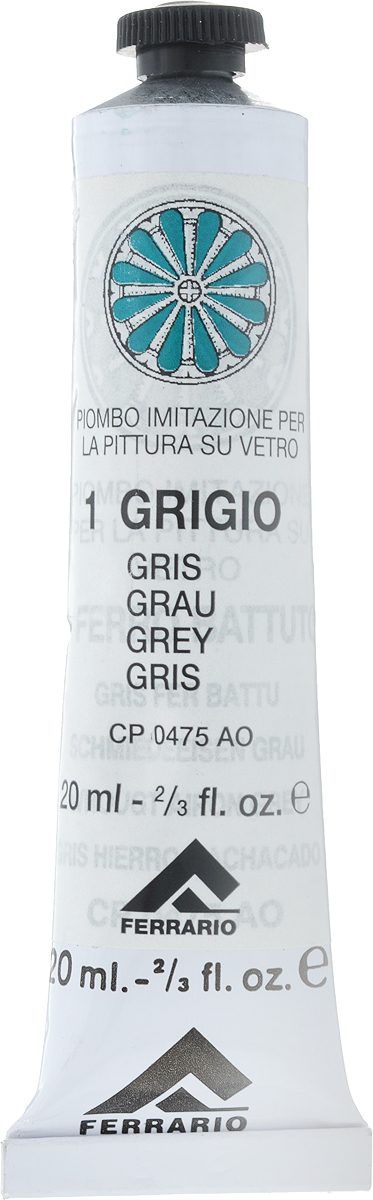 PIOMBO IMITAZIONE PER
LA PITTURA SU VETRO
1 GRIGIO
GRIS
GRAU
GREY
GRIS
CP 0475 AO
20 ml - 2/3 fl. oz. ℮
FERRARIO
20 ml. - 2/3 fl. oz. ℮
FERRARIO